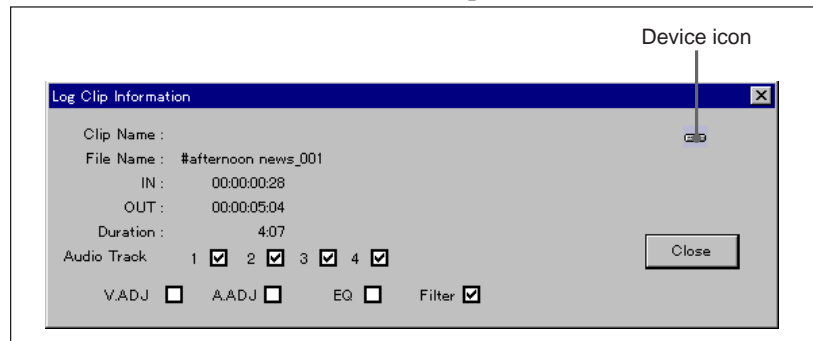 Device icon
Log Clip Information
Clip Name :
File Name : #afternoon news_001
IN : 00:00:00:28
OUT : 00:00:05:04
Duration : 4:07
Audio Track 1 2 3 4
Close
V.ADJ A.ADJ EQ Filter